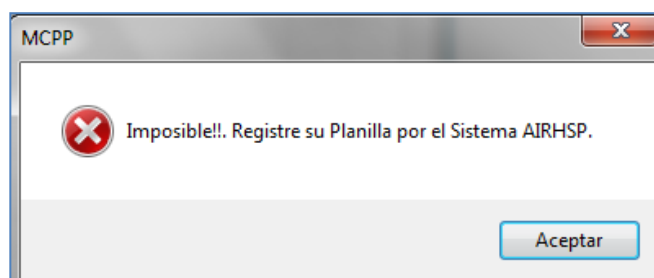 MCPP
Imposible!!. Registre su Planilla por el Sistema AIRHSP.
Aceptar